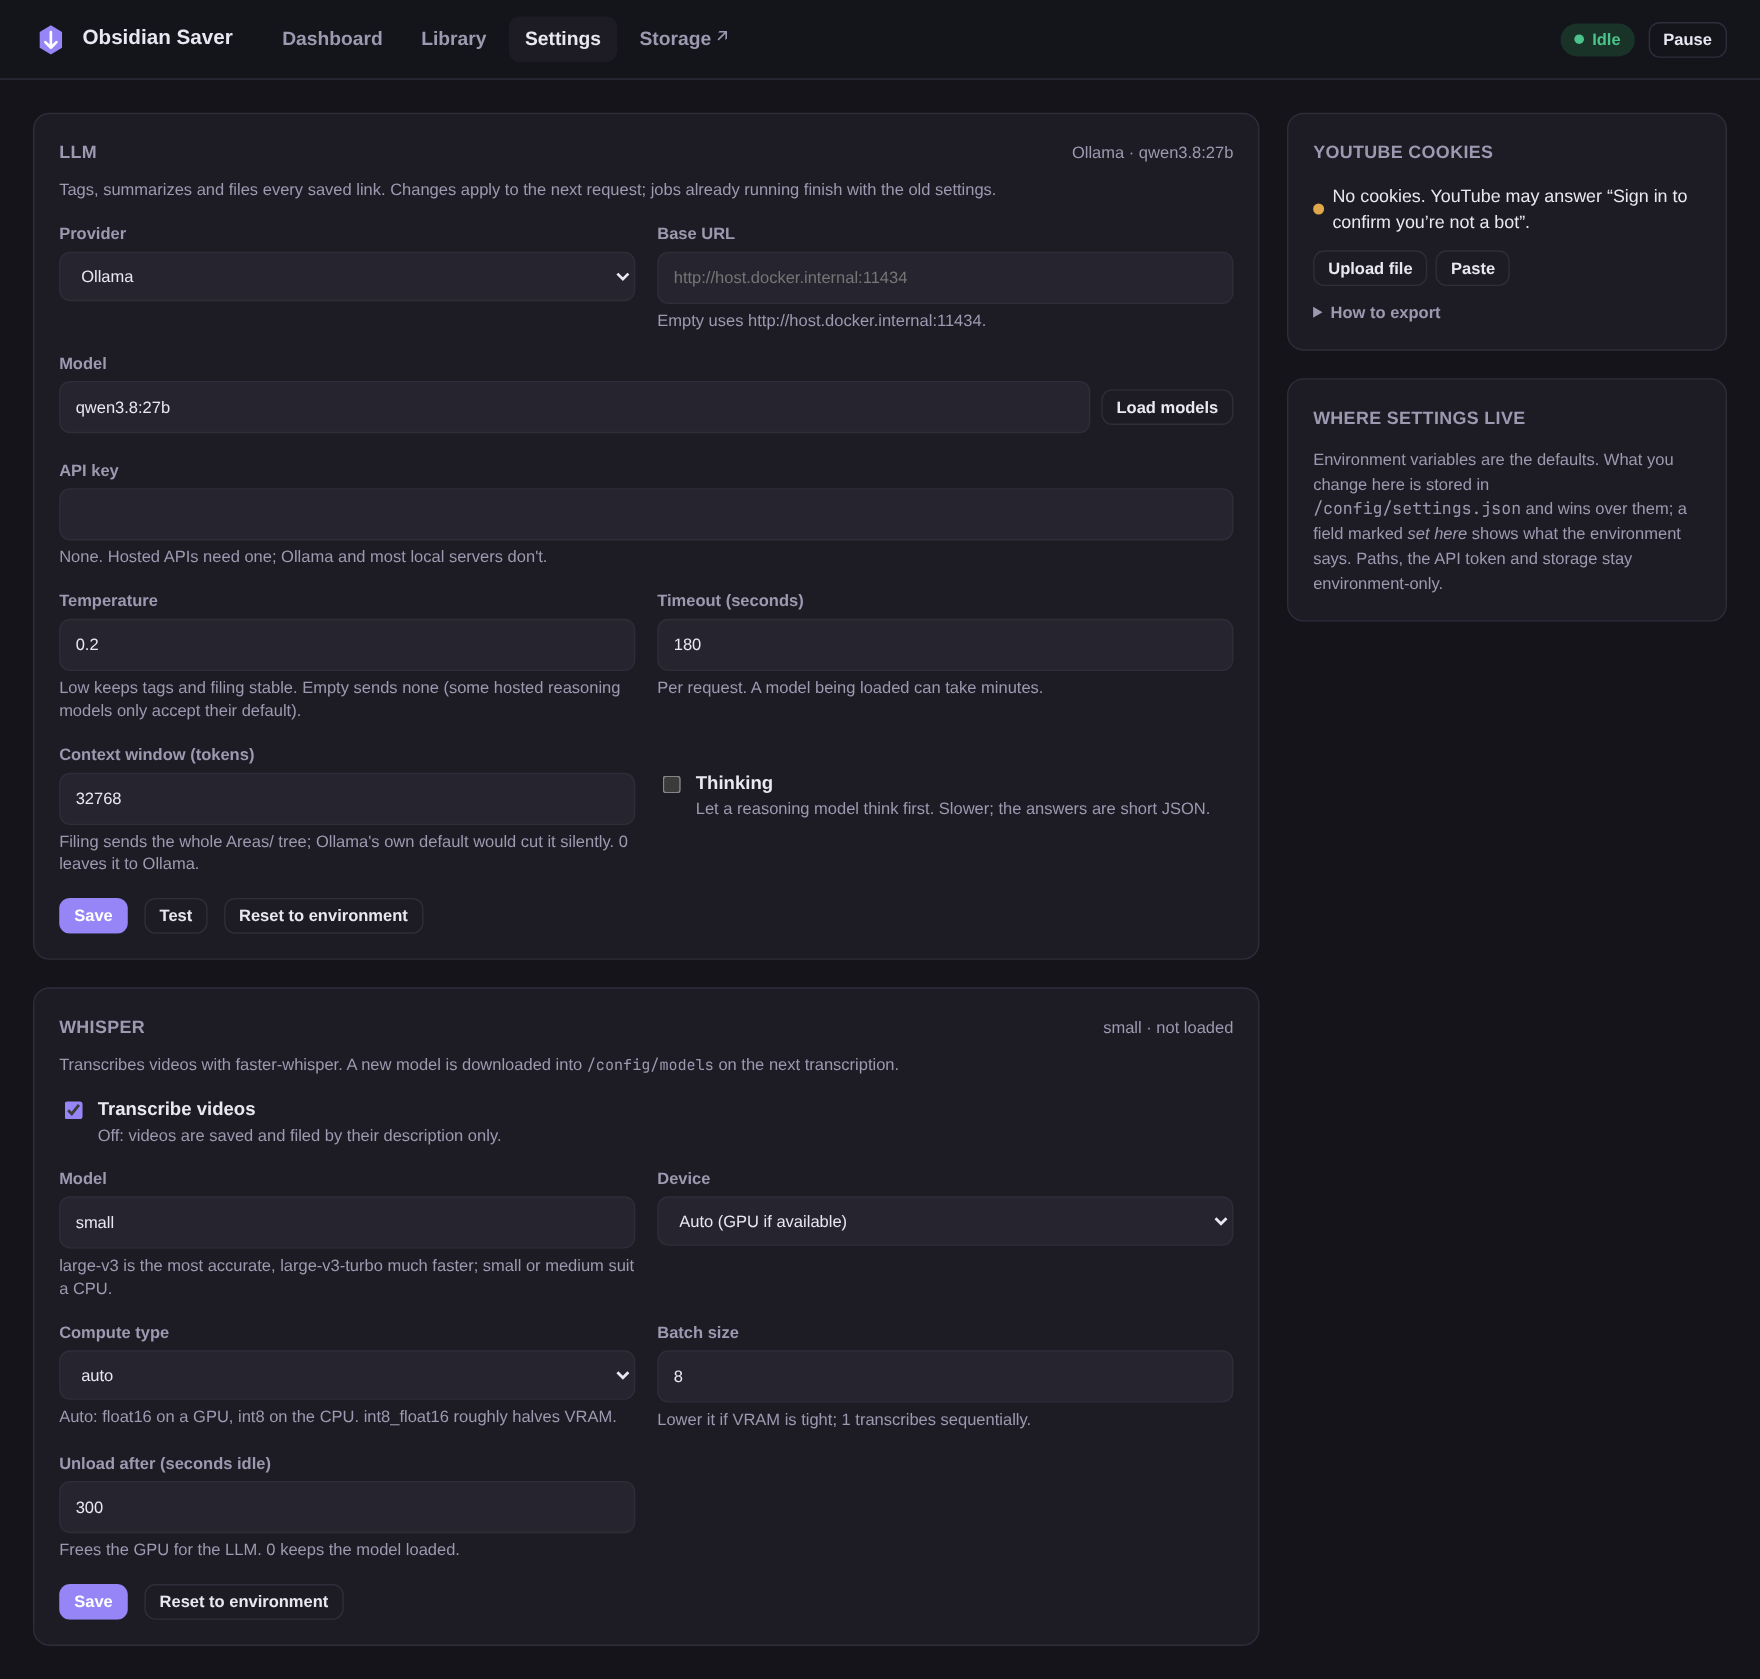 Obsidian Saver
Dashboard
Library
Settings
Storage
Idle
Pause
LLM
Ollama · qwen3.8:27b
Tags, summarizes and files every saved link. Changes apply to the next request; jobs already running finish with the old settings.
Provider
Base URL
Ollama
http://host.docker.internal:11434
Empty uses http://host.docker.internal:11434.
Model
qwen3.8:27b
Load models
API key
None. Hosted APIs need one; Ollama and most local servers don't.
Temperature
Timeout (seconds)
0.2
180
Low keeps tags and filing stable. Empty sends none (some hosted reasoning
models only accept their default).
Per request. A model being loaded can take minutes.
Context window (tokens)
32768
Filing sends the whole Areas/ tree; Ollama's own default would cut it silently. 0
leaves it to Ollama.
Thinking
Let a reasoning model think first. Slower; the answers are short JSON.
Save
Test
Reset to environment
WHISPER
small · not loaded
Transcribes videos with faster-whisper. A new model is downloaded into /config/models on the next transcription.
Transcribe videos
Off: videos are saved and filed by their description only.
Model
Device
small
Auto (GPU if available)
large-v3 is the most accurate, large-v3-turbo much faster; small or medium suit
a CPU.
Compute type
Batch size
auto
8
Auto: float16 on a GPU, int8 on the CPU. int8_float16 roughly halves VRAM.
Lower it if VRAM is tight; 1 transcribes sequentially.
Unload after (seconds idle)
300
Frees the GPU for the LLM. 0 keeps the model loaded.
Save
Reset to environment
YOUTUBE COOKIES
No cookies. YouTube may answer “Sign in to
confirm you’re not a bot”.
Upload file
Paste
How to export
WHERE SETTINGS LIVE
Environment variables are the defaults. What you
change here is stored in
/config/settings.json and wins over them; a
field marked set here shows what the environment
says. Paths, the API token and storage stay
environment-only.